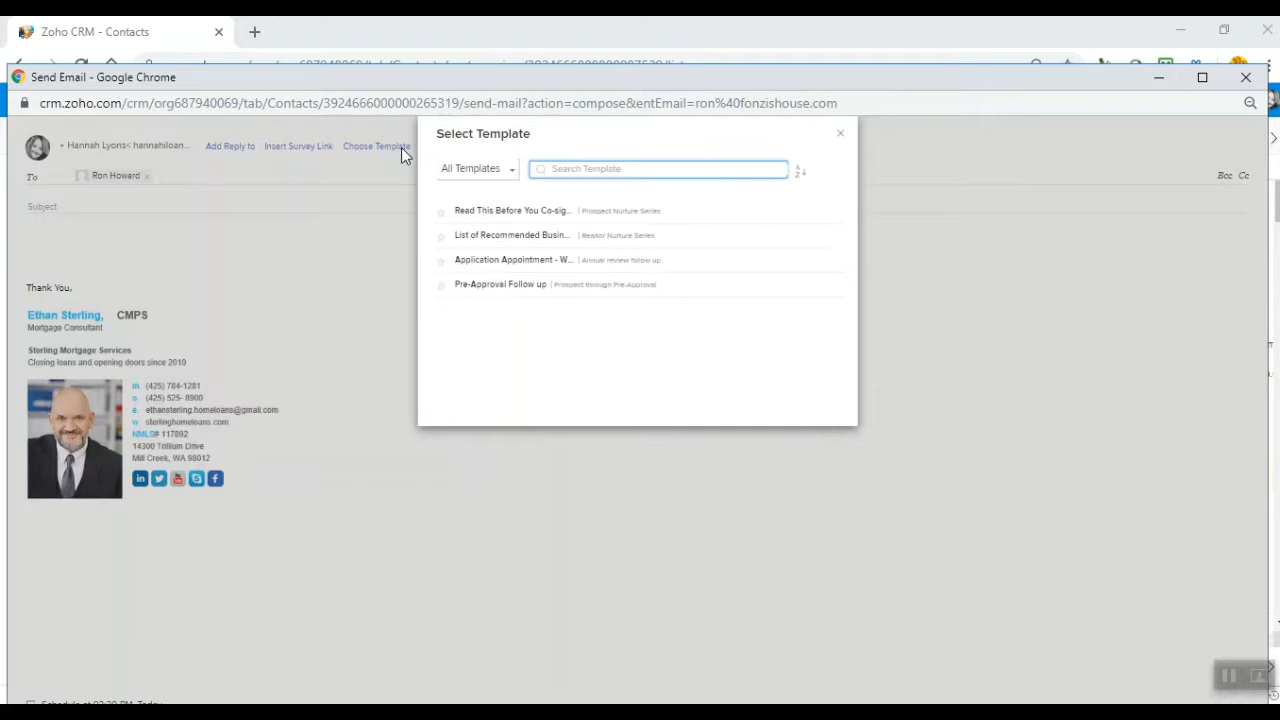 Zoho CRM - Contacts
Send Email - Google Chrome
crm.zoho.com/crm/org687940069/tab/Contacts/3924666000000265319/send-mail?action=compose&entEmail=ron%40fonzishouse.com
Hannah Lyons< hannahiloan... Add Reply to Insert Survey Link Choose Template
To Ron Howard Bcc Cc
Subject
Select Template
All Templates Search Template
Read This Before You Co-sig... | Prospect Nurture Series
List of Recommended Busin... | Realtor Nurture Series
Application Appointment - W... | Annual review follow up
Pre-Approval Follow up | Prospect through Pre-Approval
Thank You,
Ethan Sterling, CMPS
Mortgage Consultant
Sterling Mortgage Services
Closing loans and opening doors since 2010
m (425) 784-1281
o (425) 525- 8900
e. ethansterling.homeloans@gmail.com
w sterlinghomeloans.com
NMLS# 117892
14300 Trillium Drive
Mill Creek, WA 98012